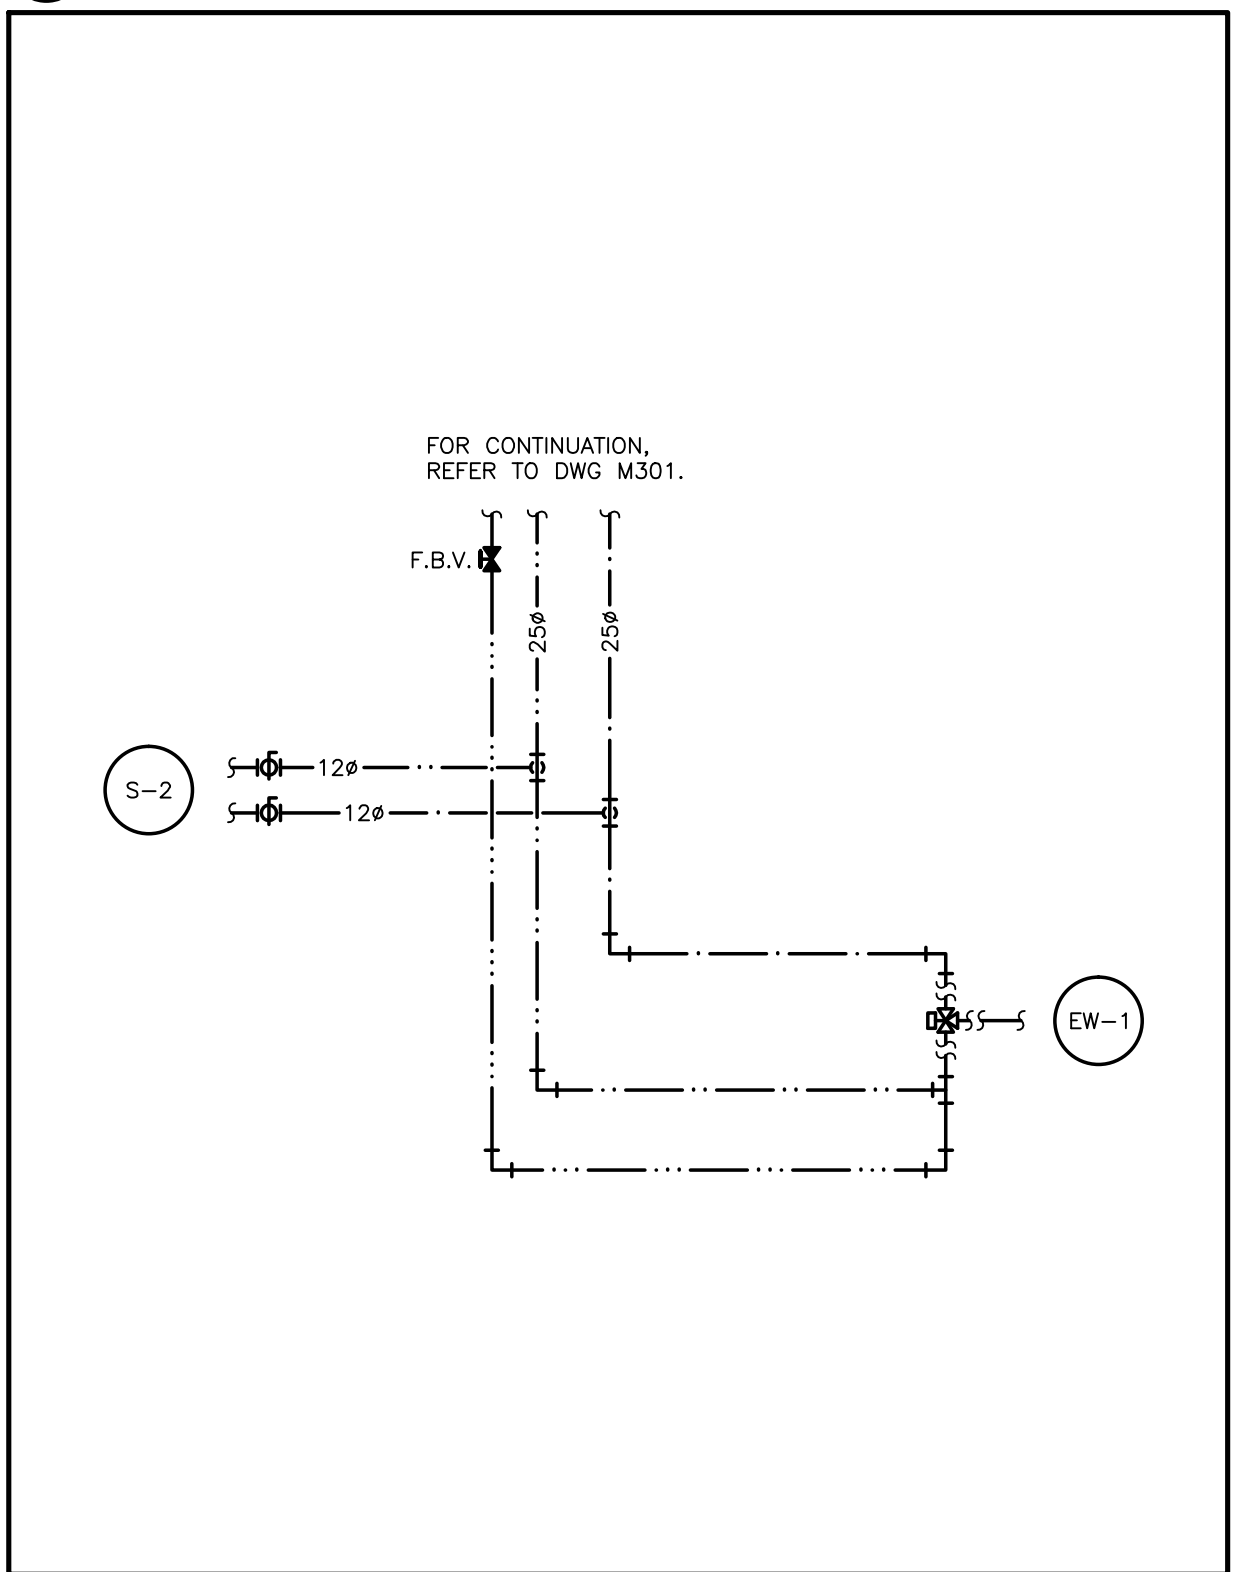 FOR CONTINUATION,
REFER TO DWG M301.
F.B.V.
25ø
25ø
12ø
S-2
12ø
EW-1